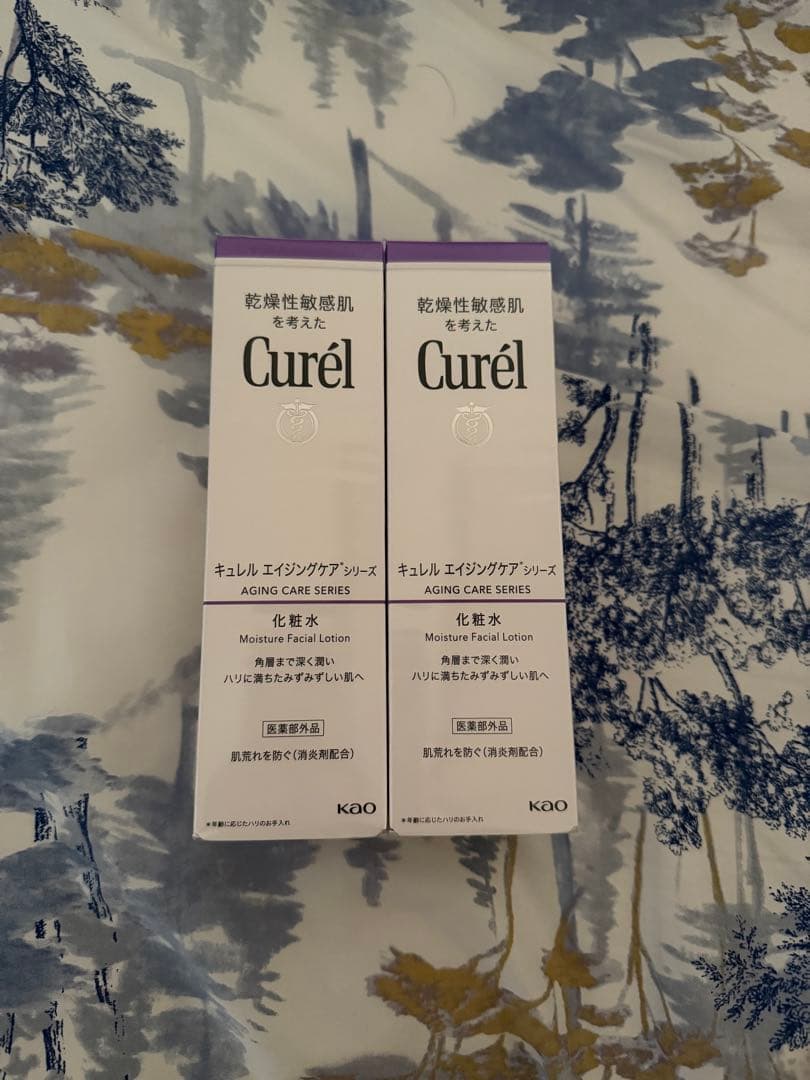 乾燥性敏感肌
を考えた
Curél
キュレル エイジングケア*シリーズ
AGING CARE SERIES
化粧水
Moisture Facial Lotion
角層まで深く潤い
ハリに満ちたみずみずしい肌へ
医薬部外品
肌荒れを防ぐ(消炎剤配合)
Kao
*年齢に応じたハリのお手入れ
乾燥性敏感肌
を考えた
Curél
キュレル エイジングケア*シリーズ
AGING CARE SERIES
化粧水
Moisture Facial Lotion
角層まで深く潤い
ハリに満ちたみずみずしい肌へ
医薬部外品
肌荒れを防ぐ(消炎剤配合)
Kao
*年齢に応じたハリのお手入れ